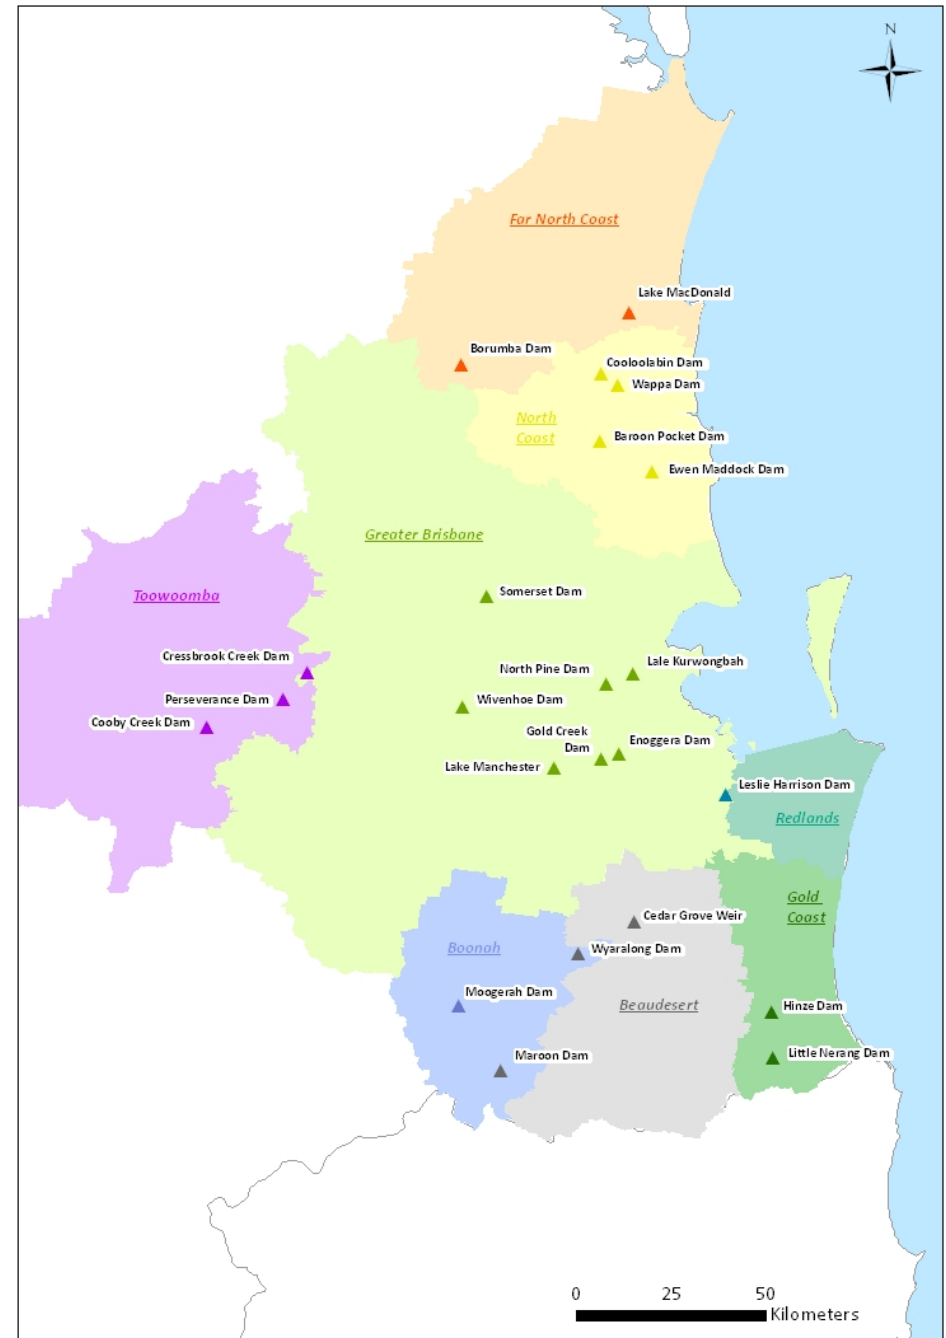 N
Far North Coast
Lake MacDonald
Borumba Dam
Cooloolabin Dam
Wappa Dam
North
Coast
Baroon Pocket Dam
Ewen Maddock Dam
Greater Brisbane
Toowoomba
Somerset Dam
Cressbrook Creek Dam
Lale Kurwongbah
North Pine Dam
Perseverance Dam
Wivenhoe Dam
Cooby Creek Dam
Gold Creek
Dam
Enoggera Dam
Lake Manchester
Leslie Harrison Dam
Redlands
Gold
Coast
Cedar Grove Weir
Boonah
Wyaralong Dam
Moogerah Dam
Beaudesert
Hinze Dam
Maroon Dam
Little Nerang Dam
0 25 50
Kilometers